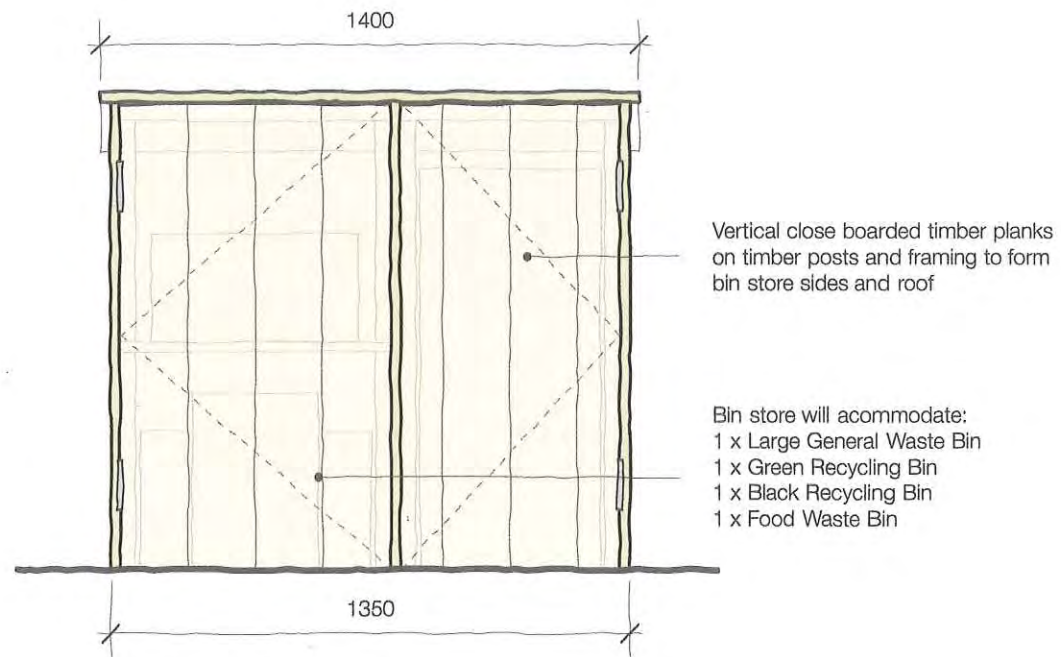 1400
Vertical close boarded timber planks
on timber posts and framing to form
bin store sides and roof
Bin store will acommodate:
1 x Large General Waste Bin
1 x Green Recycling Bin
1 x Black Recycling Bin
1 x Food Waste Bin
1350